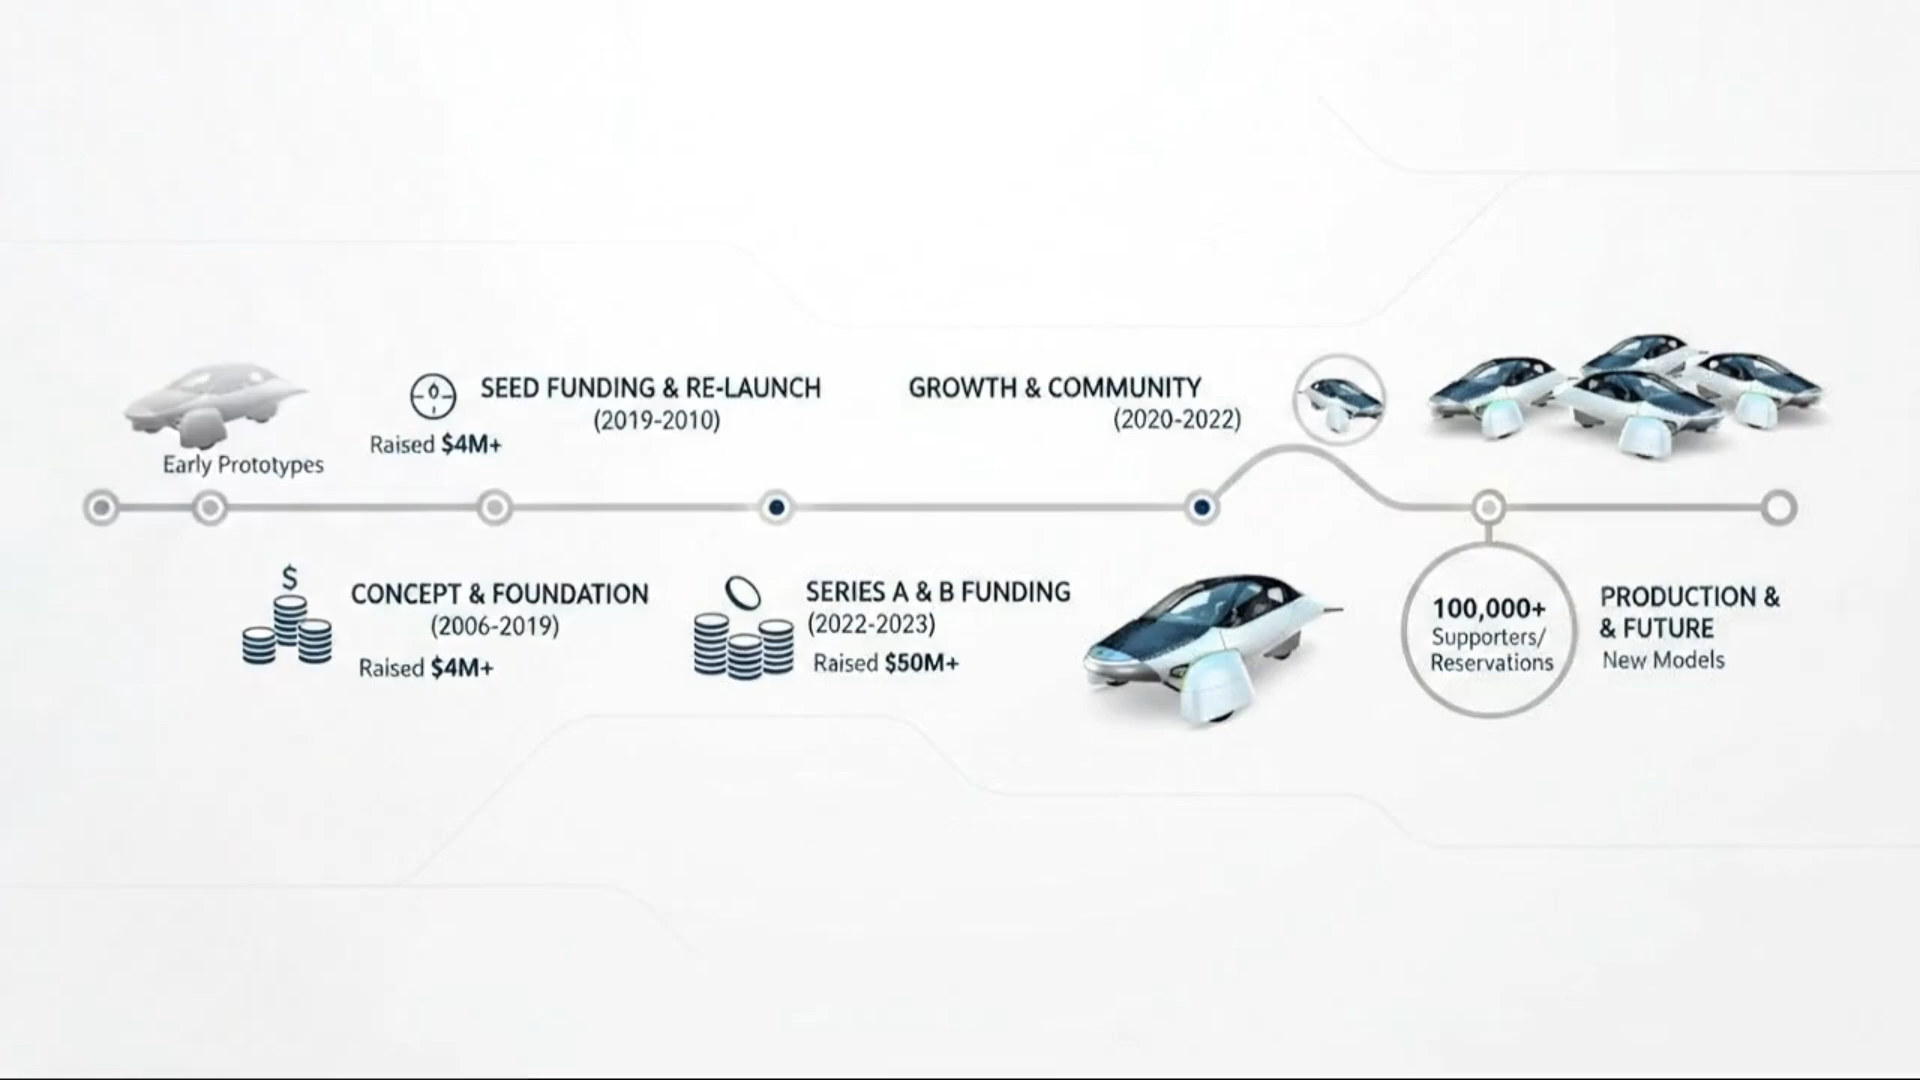 Early Prototypes
Raised $4M+
SEED FUNDING & RE-LAUNCH
(2019-2010)
GROWTH & COMMUNITY
(2020-2022)
$
CONCEPT & FOUNDATION
(2006-2019)
Raised $4M+
SERIES A & B FUNDING
(2022-2023)
Raised $50M+
100,000+
Supporters/
Reservations
PRODUCTION &
& FUTURE
New Models